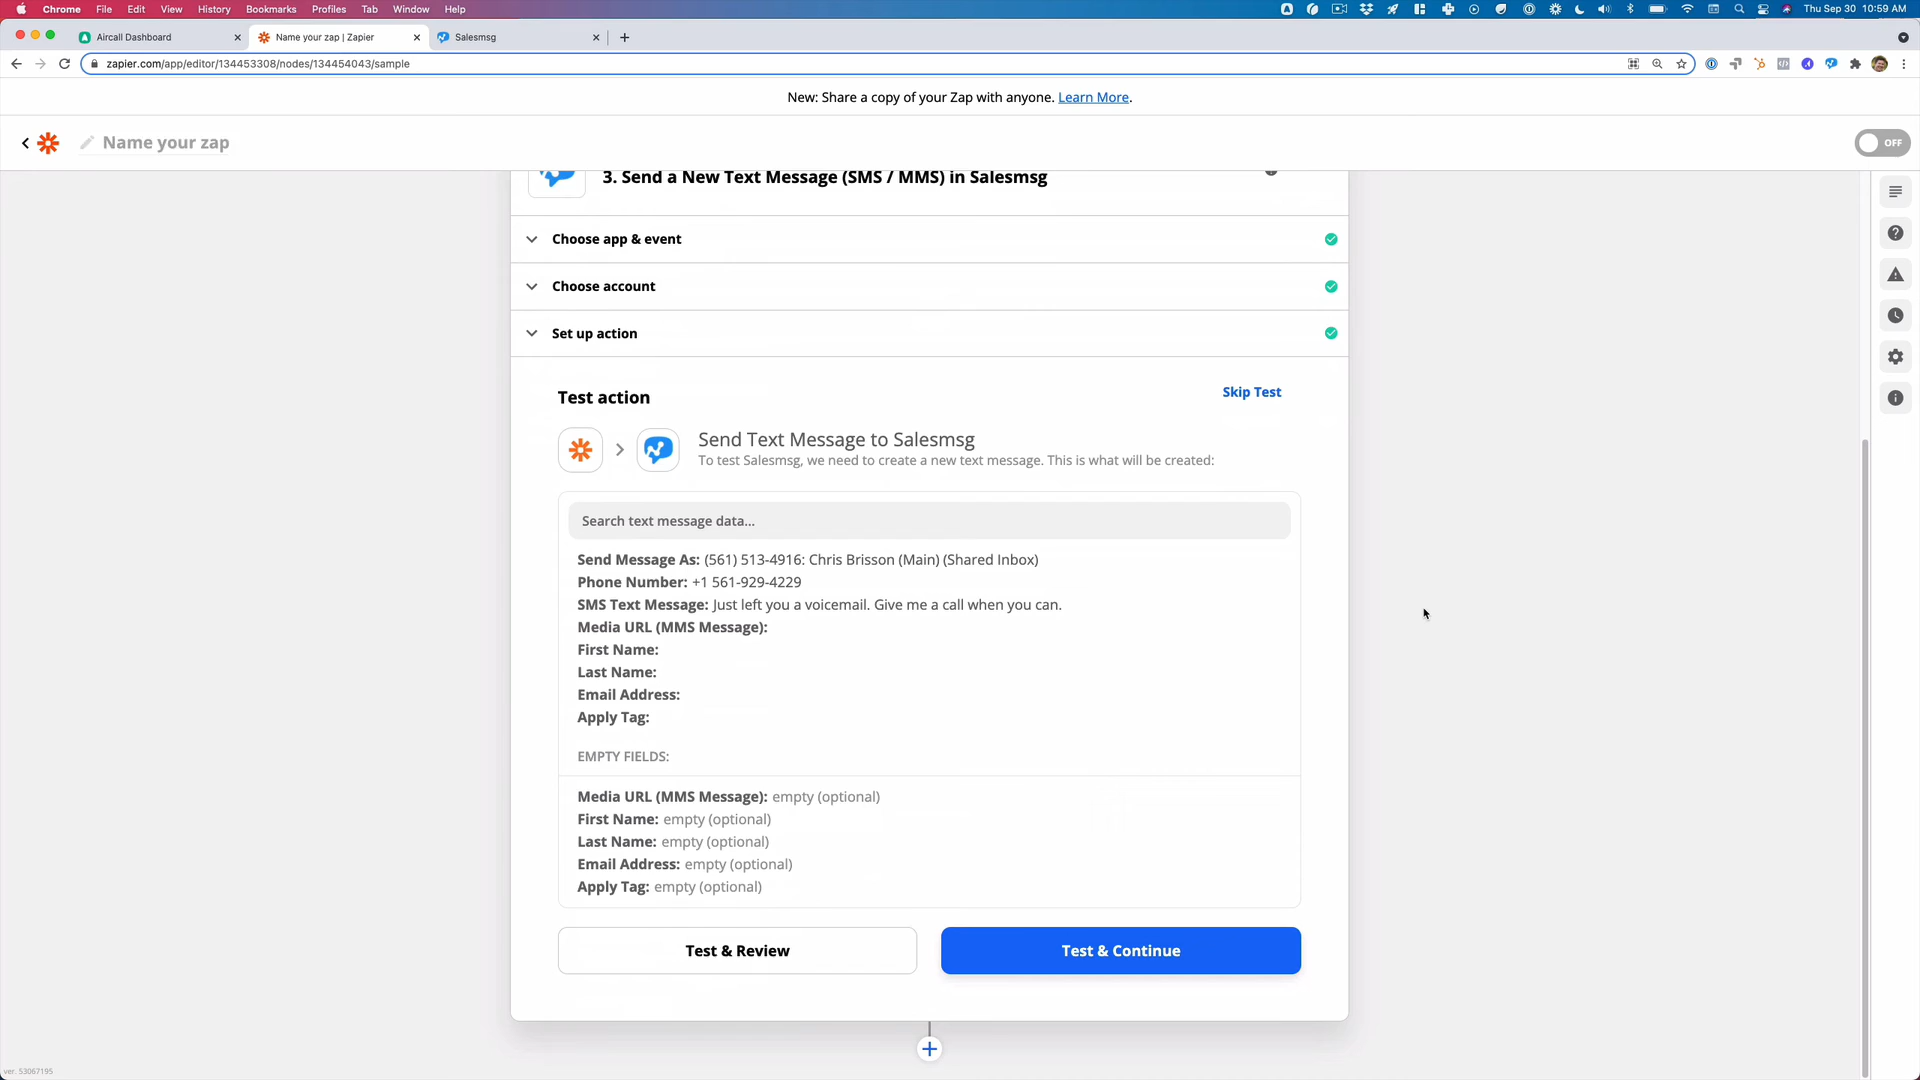 Chrome File Edit View History Bookmarks Profiles Tab Window Help Thu Sep 30 10:59 AM
Aircall Dashboard Name your zap | Zapier Salesmsg
zapier.com/app/editor/134453308/nodes/134454043/sample
New: Share a copy of your Zap with anyone. Learn More.
Name your zap OFF
3. Send a New Text Message (SMS / MMS) in Salesmsg
Choose app & event
Choose account
Set up action
Test action Skip Test
Send Text Message to Salesmsg
To test Salesmsg, we need to create a new text message. This is what will be created:
Search text message data...
Send Message As: (561) 513-4916: Chris Brisson (Main) (Shared Inbox)
Phone Number: +1 561-929-4229
SMS Text Message: Just left you a voicemail. Give me a call when you can.
Media URL (MMS Message):
First Name:
Last Name:
Email Address:
Apply Tag:
EMPTY FIELDS:
Media URL (MMS Message): empty (optional)
First Name: empty (optional)
Last Name: empty (optional)
Email Address: empty (optional)
Apply Tag: empty (optional)
Test & Review Test & Continue
ver. 53067195